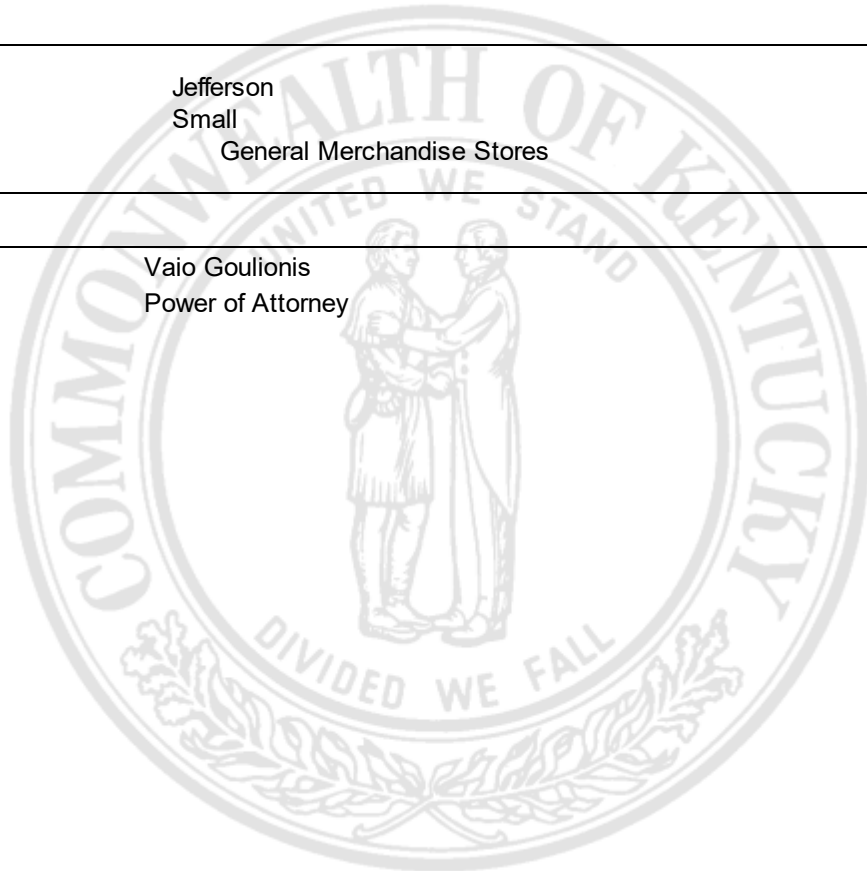 Jefferson
Small
General Merchandise Stores
Vaio Goulionis
Power of Attorney
COMMONWEALTH OF KENTUCKY
UNITED WE STAND
DIVIDED WE FALL